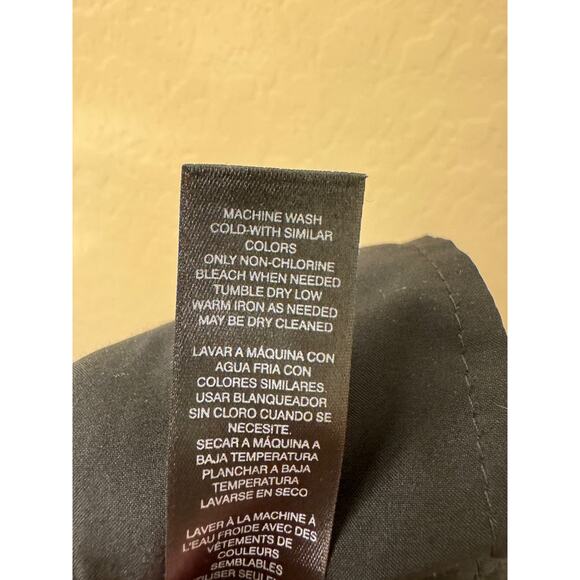 MACHINE WASH
COLD-WITH SIMILAR
COLORS
ONLY NON-CHLORINE
BLEACH WHEN NEEDED
TUMBLE DRY LOW
WARM IRON AS NEEDED
MAY BE DRY CLEANED
LAVAR A MÁQUINA CON
AGUA FRIA CON
COLORES SIMILARES.
USAR BLANQUEADOR
SIN CLORO CUANDO SE
NECESITE.
SECAR A MÁQUINA A
BAJA TEMPERATURA
PLANCHAR A BAJA
TEMPERATURA
LAVARSE EN SECO
LAVER À LA MACHINE À
L'EAU FROIDE AVEC DES
VÊTEMENTS DE
COULEURS
SEMBLABLES